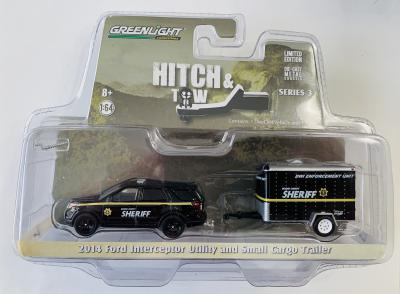 GREENLIGHT
LIMITED
EDITION
HITCH &
TOW
DIE-CAST
METAL
SERIES 3
8+
1:64
DWI ENFORCEMENT UNIT
SHERIFF
SHERIFF
2014 Ford Interceptor Utility and Small Cargo Trailer